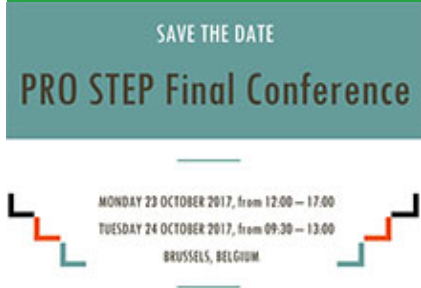 SAVE THE DATE
PRO STEP Final Conference
MONDAY 23 OCTOBER 2017, from 12:00 – 17:00
TUESDAY 24 OCTOBER 2017, from 09:30 – 13:00
BRUSSELS, BELGIUM